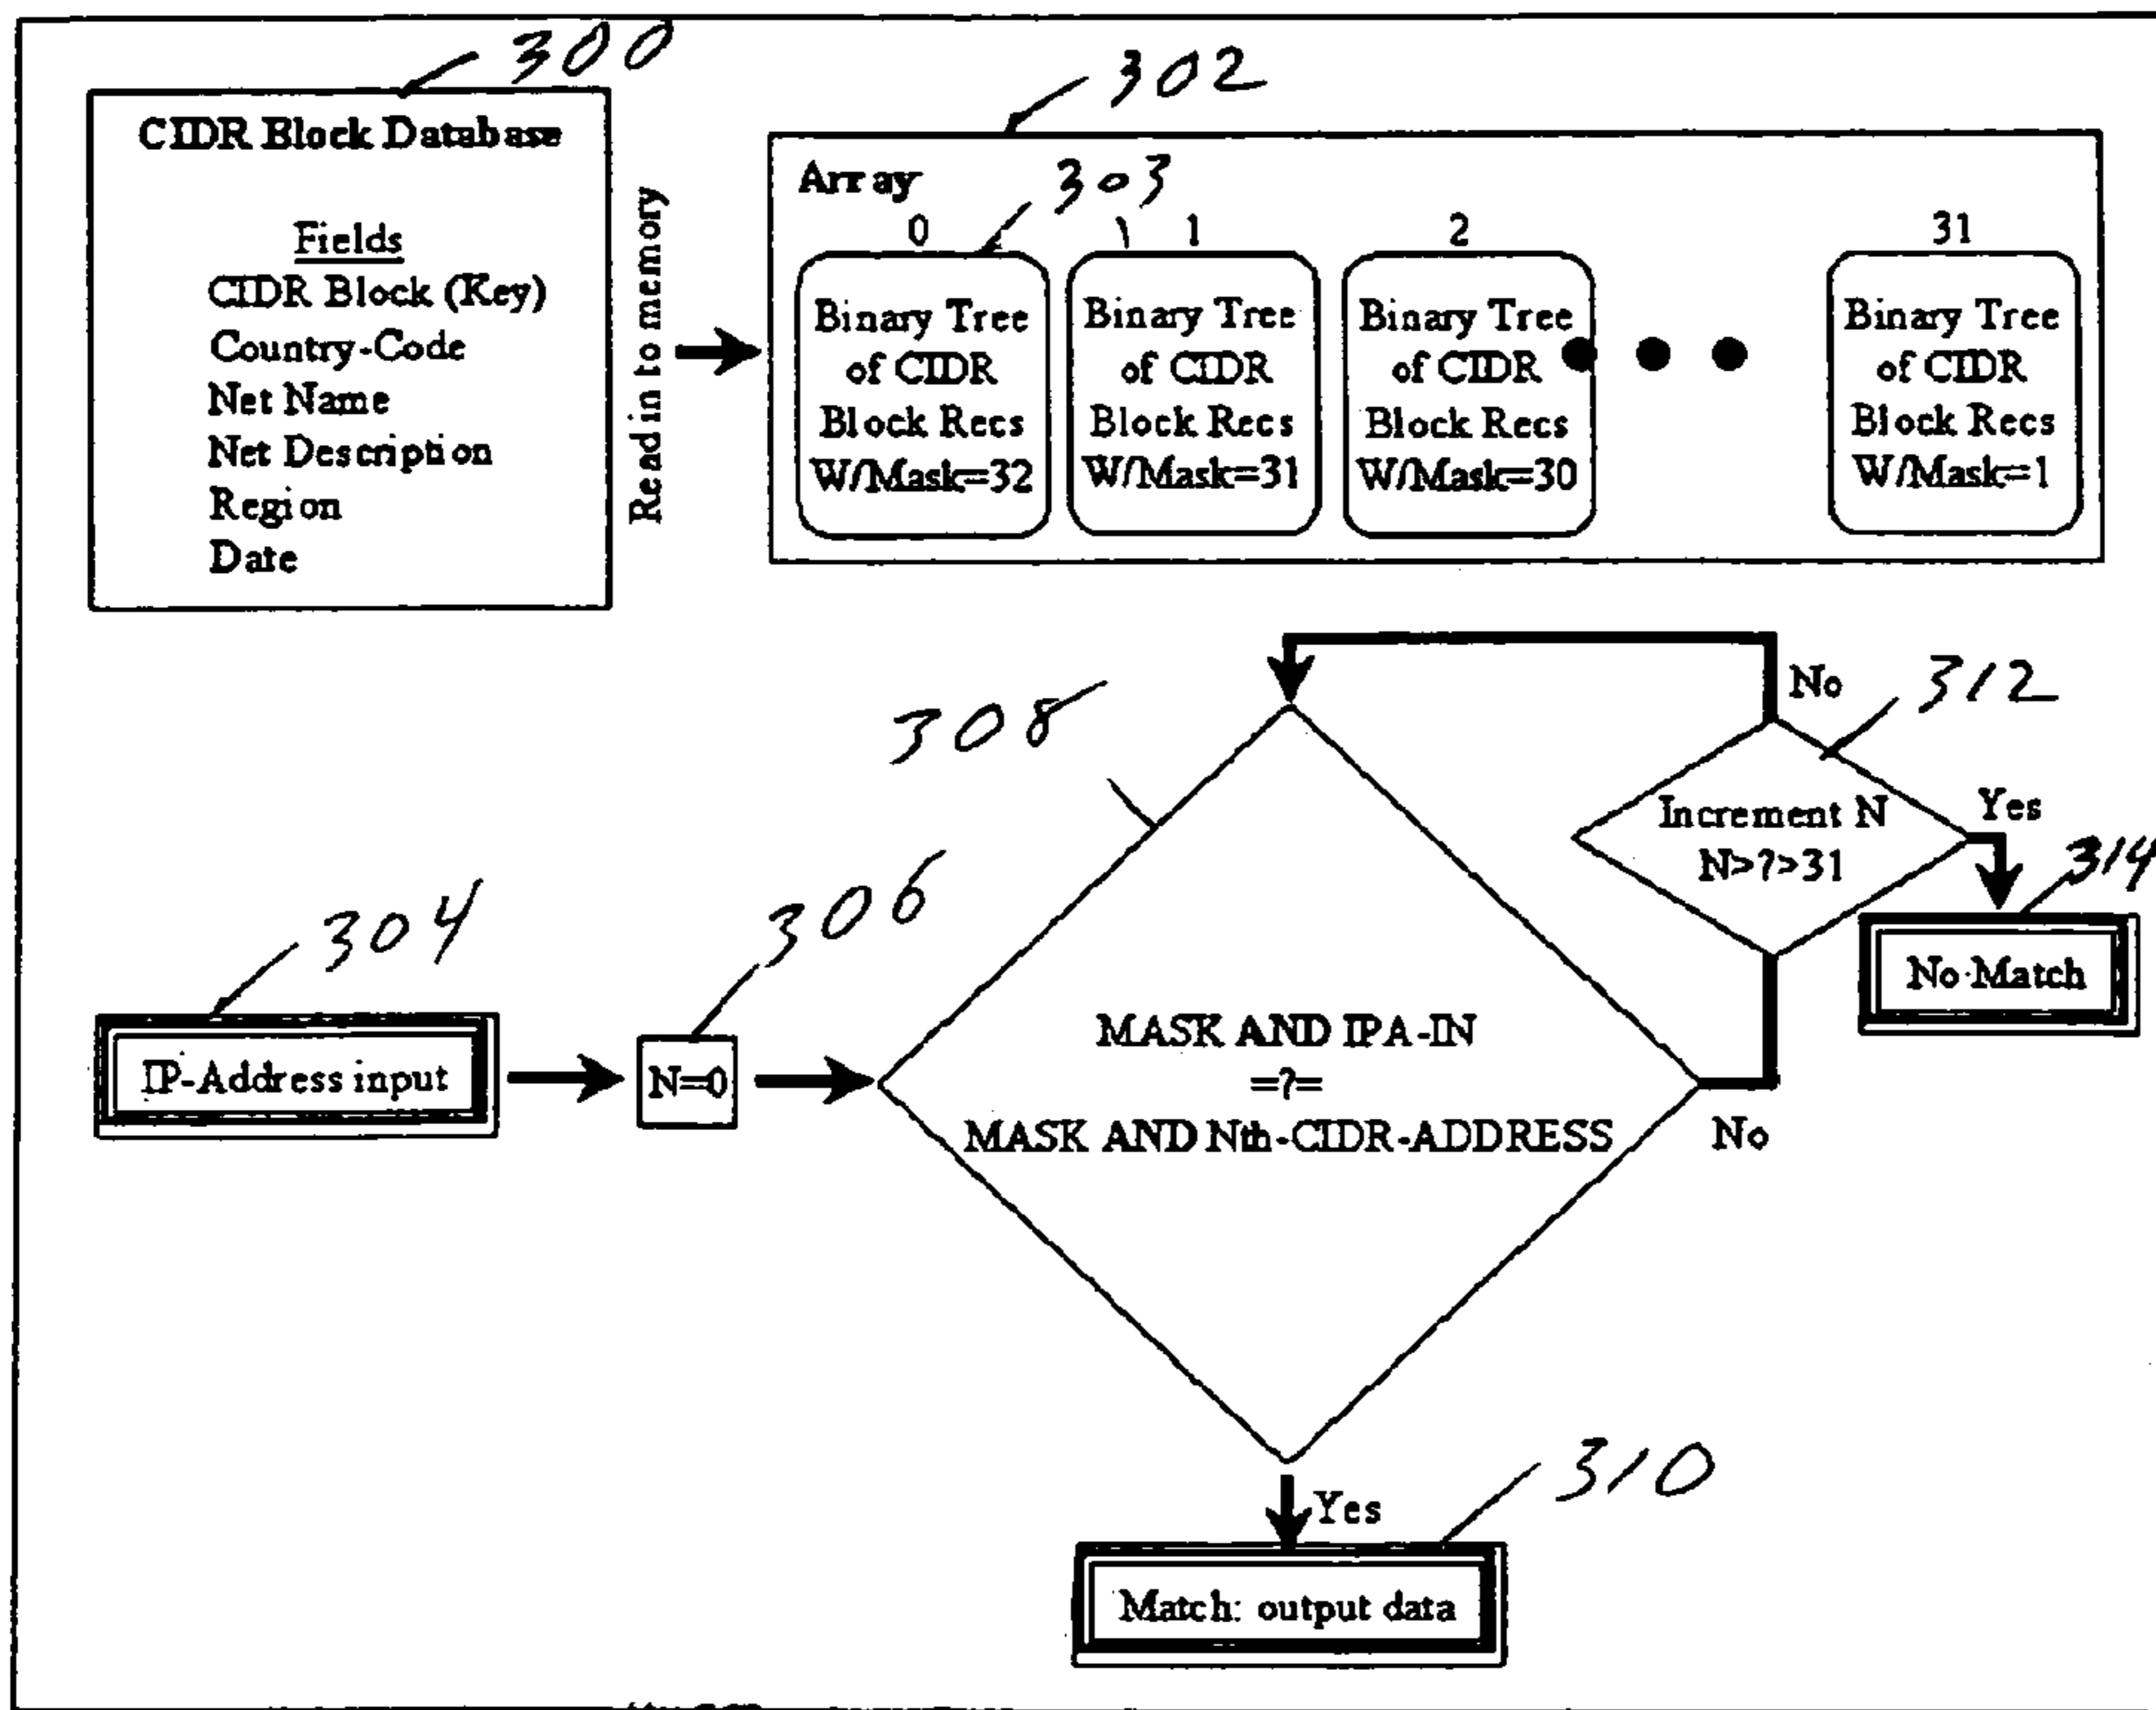 300
CIDR Block Database
Fields
CIDR Block (Key)
Country-Code
Net Name
Net Description
Region
Date
Read in to memory
302
Array
303
0
1
2
31
Binary Tree
of CIDR
Block Recs
W/Mask=32
Binary Tree
of CIDR
Block Recs
W/Mask=31
Binary Tree
of CIDR
Block Recs
W/Mask=30
Binary Tree
of CIDR
Block Recs
W/Mask=1
304
IP-Address input
306
N=0
308
MASK AND IPA-IN
=?=
MASK AND Nth-CIDR-ADDRESS
No
No
312
Increment N
N>?>31
Yes
314
No Match
Yes
310
Match: output data